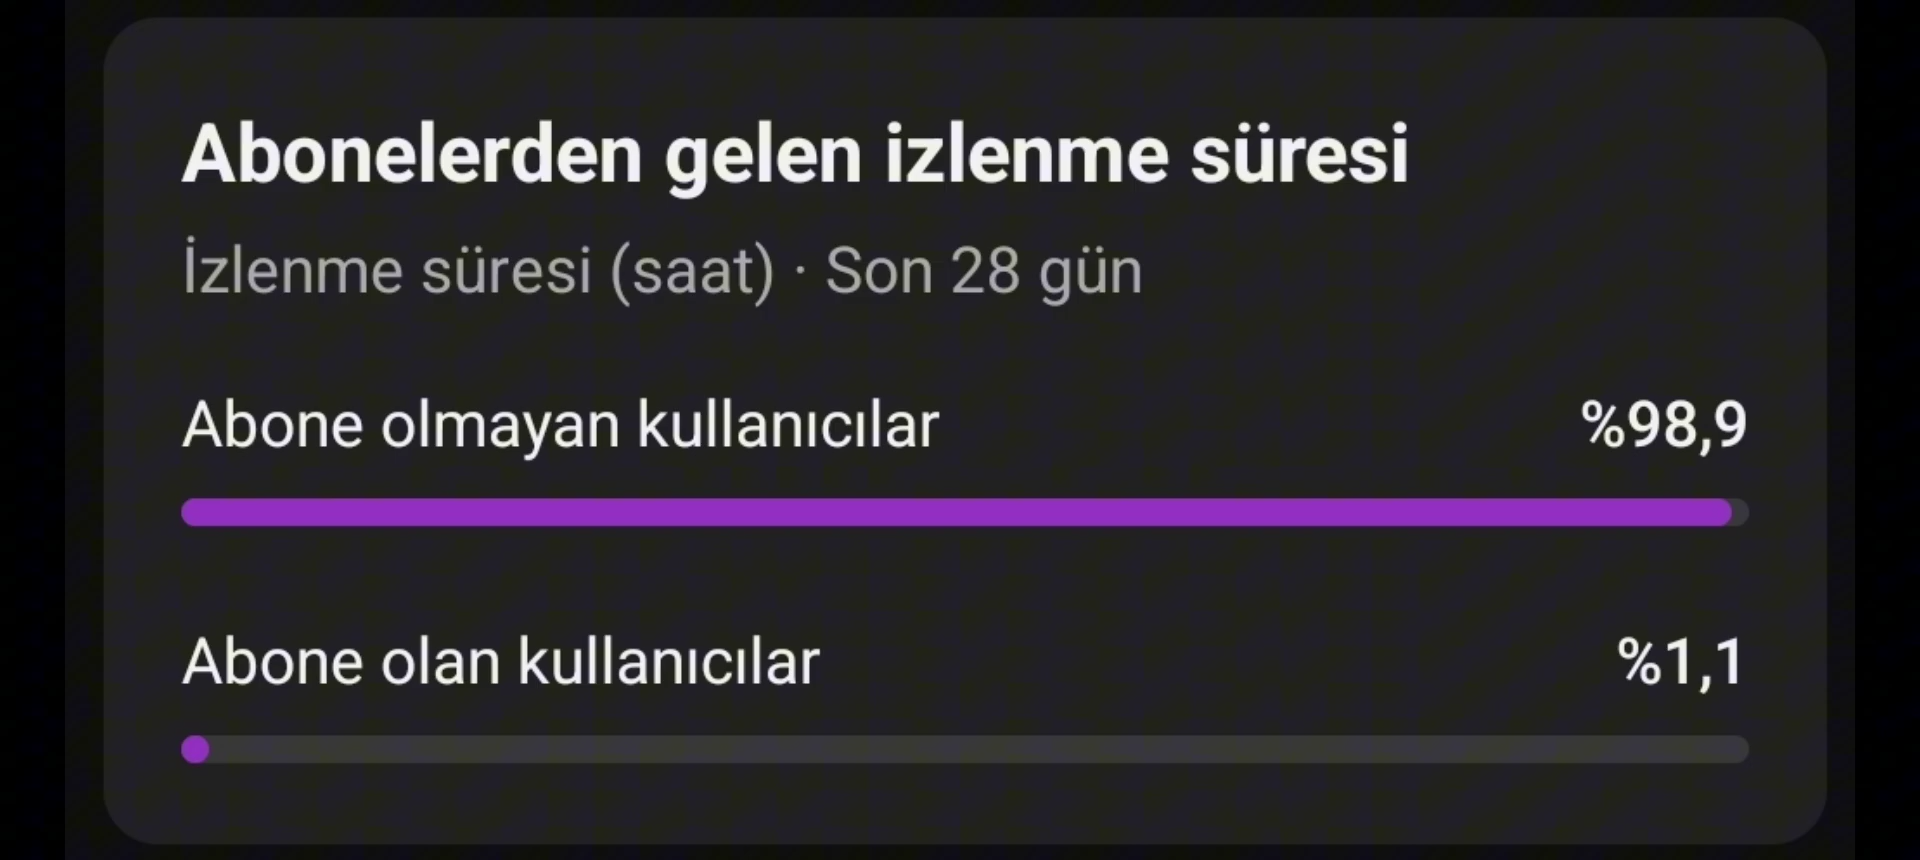 Abonelerden gelen izlenme süresi
İzlenme süresi (saat) · Son 28 gün
Abone olmayan kullanıcılar %98,9
Abone olan kullanıcılar %1,1